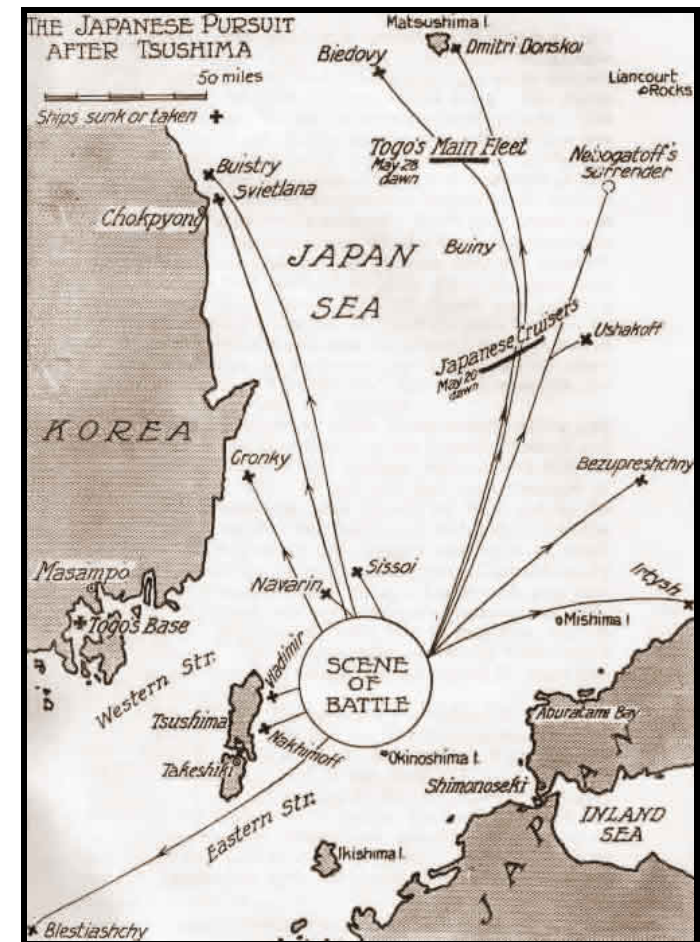 THE JAPANESE PURSUIT
AFTER TSUSHIMA
50 miles
Ships sunk or taken
Matsushima I.
Dmitri Donskoi
Biedovy
Liancourt
Rocks
Togo's Main Fleet
May 28
dawn
Nebogatoff's
surrender
Buistry
Svietlana
Chokpyong
JAPAN
SEA
Buiny
Japanese Cruisers
May 20
dawn
Ushakoff
KOREA
Gronky
Bezupreshchny
Masampo
Togo's Base
Navarin
Sissoi
Irtysh
Mishima I.
Western Str.
Wladimir
SCENE
OF
BATTLE
Tsushima
Nakhimoff
Takeshiki
Okinoshima I.
Aburatami Bay
Shimonoseki
Eastern Str.
Ikishima I.
INLAND
SEA
JAPAN
Blestiashchy